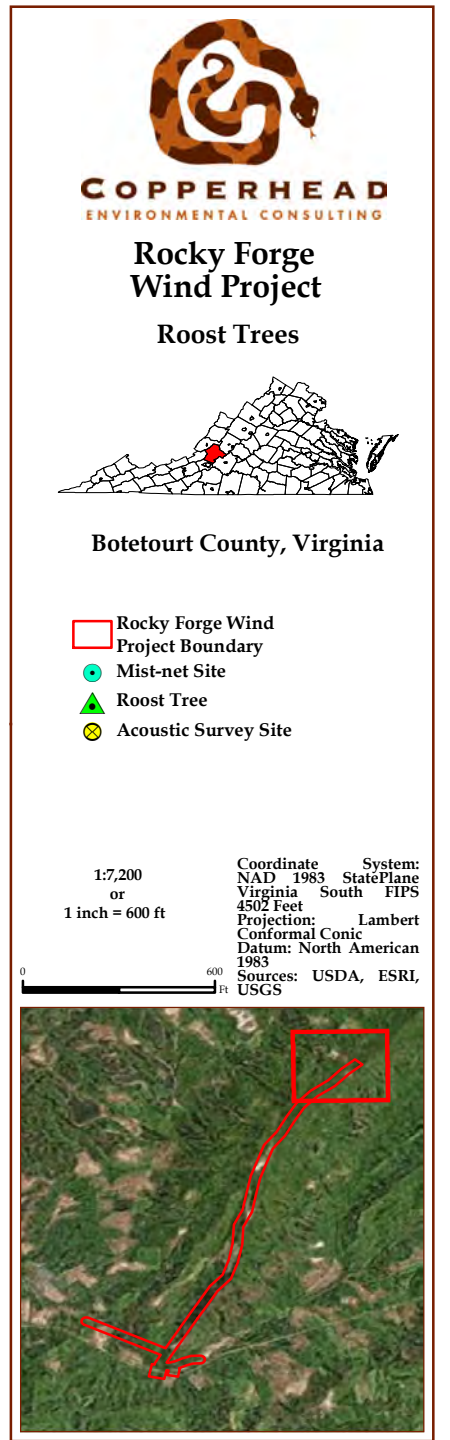 COPPERHEAD
ENVIRONMENTAL CONSULTING
Rocky Forge
Wind Project
Roost Trees
Botetourt County, Virginia
Rocky Forge Wind
Project Boundary
Mist-net Site
Roost Tree
Acoustic Survey Site
1:7,200
or
1 inch = 600 ft
0 600
Ft
Coordinate System:
NAD 1983 StatePlane
Virginia South FIPS
4502 Feet
Projection: Lambert
Conformal Conic
Datum: North American
1983
Sources: USDA, ESRI,
USGS